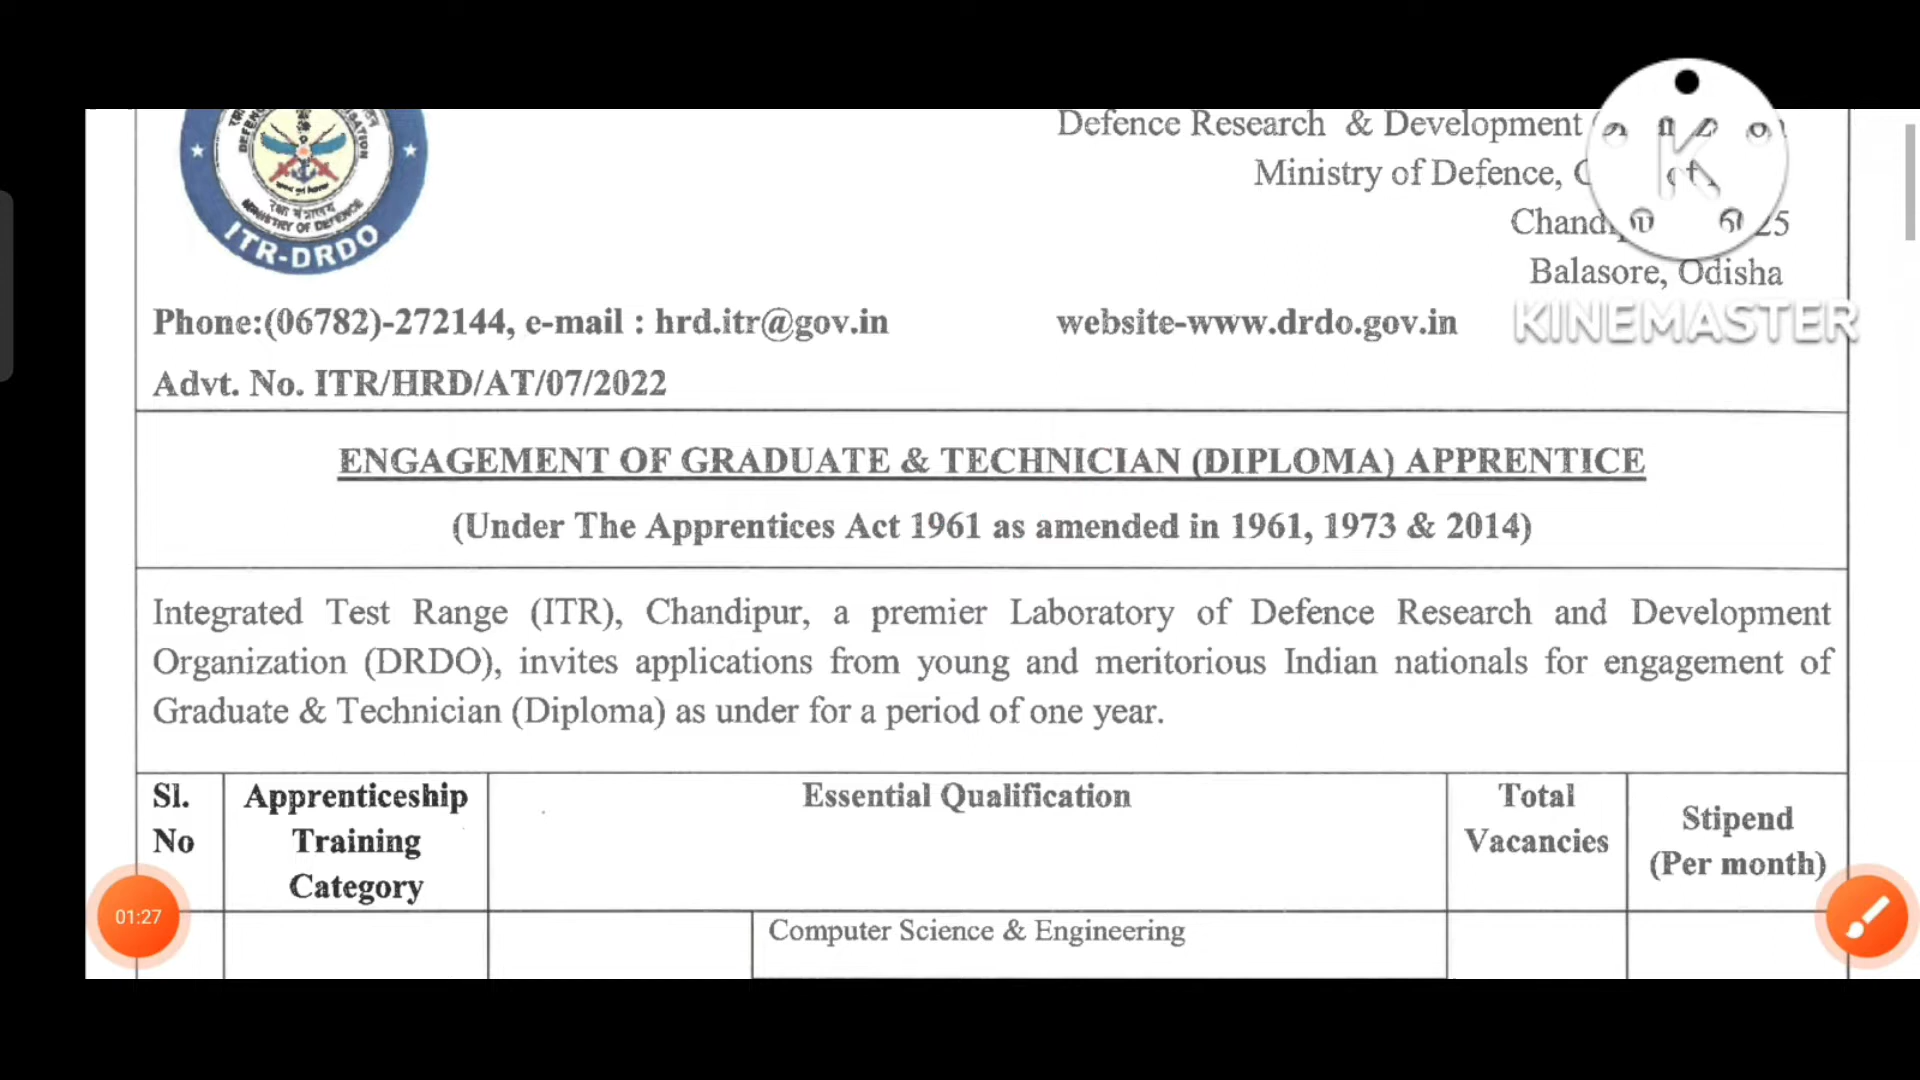 ITR-DRDO
MINISTRY OF DEFENCE
Defence Research & Development
Ministry of Defence,
Balasore, Odisha
Phone:(06782)-272144, e-mail : hrd.itr@gov.in website-www.drdo.gov.in
KINEMASTER
Advt. No. ITR/HRD/AT/07/2022
ENGAGEMENT OF GRADUATE & TECHNICIAN (DIPLOMA) APPRENTICE
(Under The Apprentices Act 1961 as amended in 1961, 1973 & 2014)
Integrated Test Range (ITR), Chandipur, a premier Laboratory of Defence Research and Development
Organization (DRDO), invites applications from young and meritorious Indian nationals for engagement of
Graduate & Technician (Diploma) as under for a period of one year.
Sl. No Apprenticeship Training Category Essential Qualification Total Vacancies Stipend (Per month)
Computer Science & Engineering
01:27